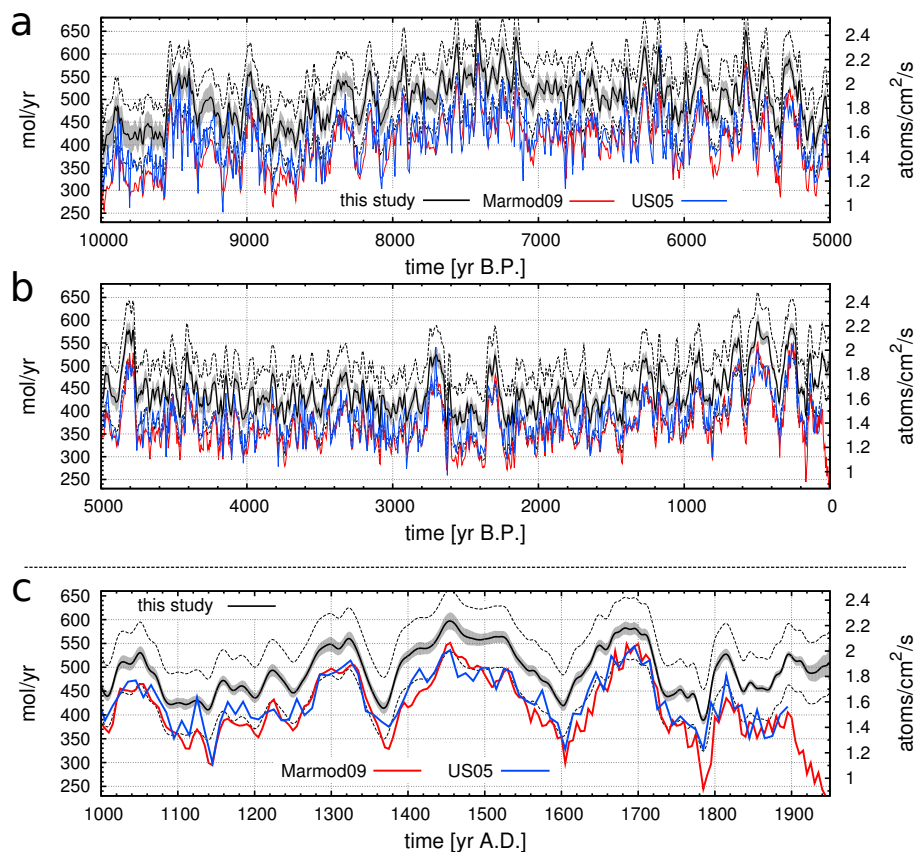 a
mol/yr
650
600
550
500
450
400
350
300
250
2.4
2.2
2
1.8
1.6
1.4
1.2
1
atoms/cm²/s
this study Marmod09 US05
10000 9000 8000 7000 6000 5000
time [yr B.P.]
b
mol/yr
650
600
550
500
450
400
350
300
250
2.4
2.2
2
1.8
1.6
1.4
1.2
1
atoms/cm²/s
5000 4000 3000 2000 1000 0
time [yr B.P.]
c
mol/yr
650
600
550
500
450
400
350
300
250
2.4
2.2
2
1.8
1.6
1.4
1.2
1
atoms/cm²/s
this study
Marmod09 US05
1000 1100 1200 1300 1400 1500 1600 1700 1800 1900
time [yr A.D.]